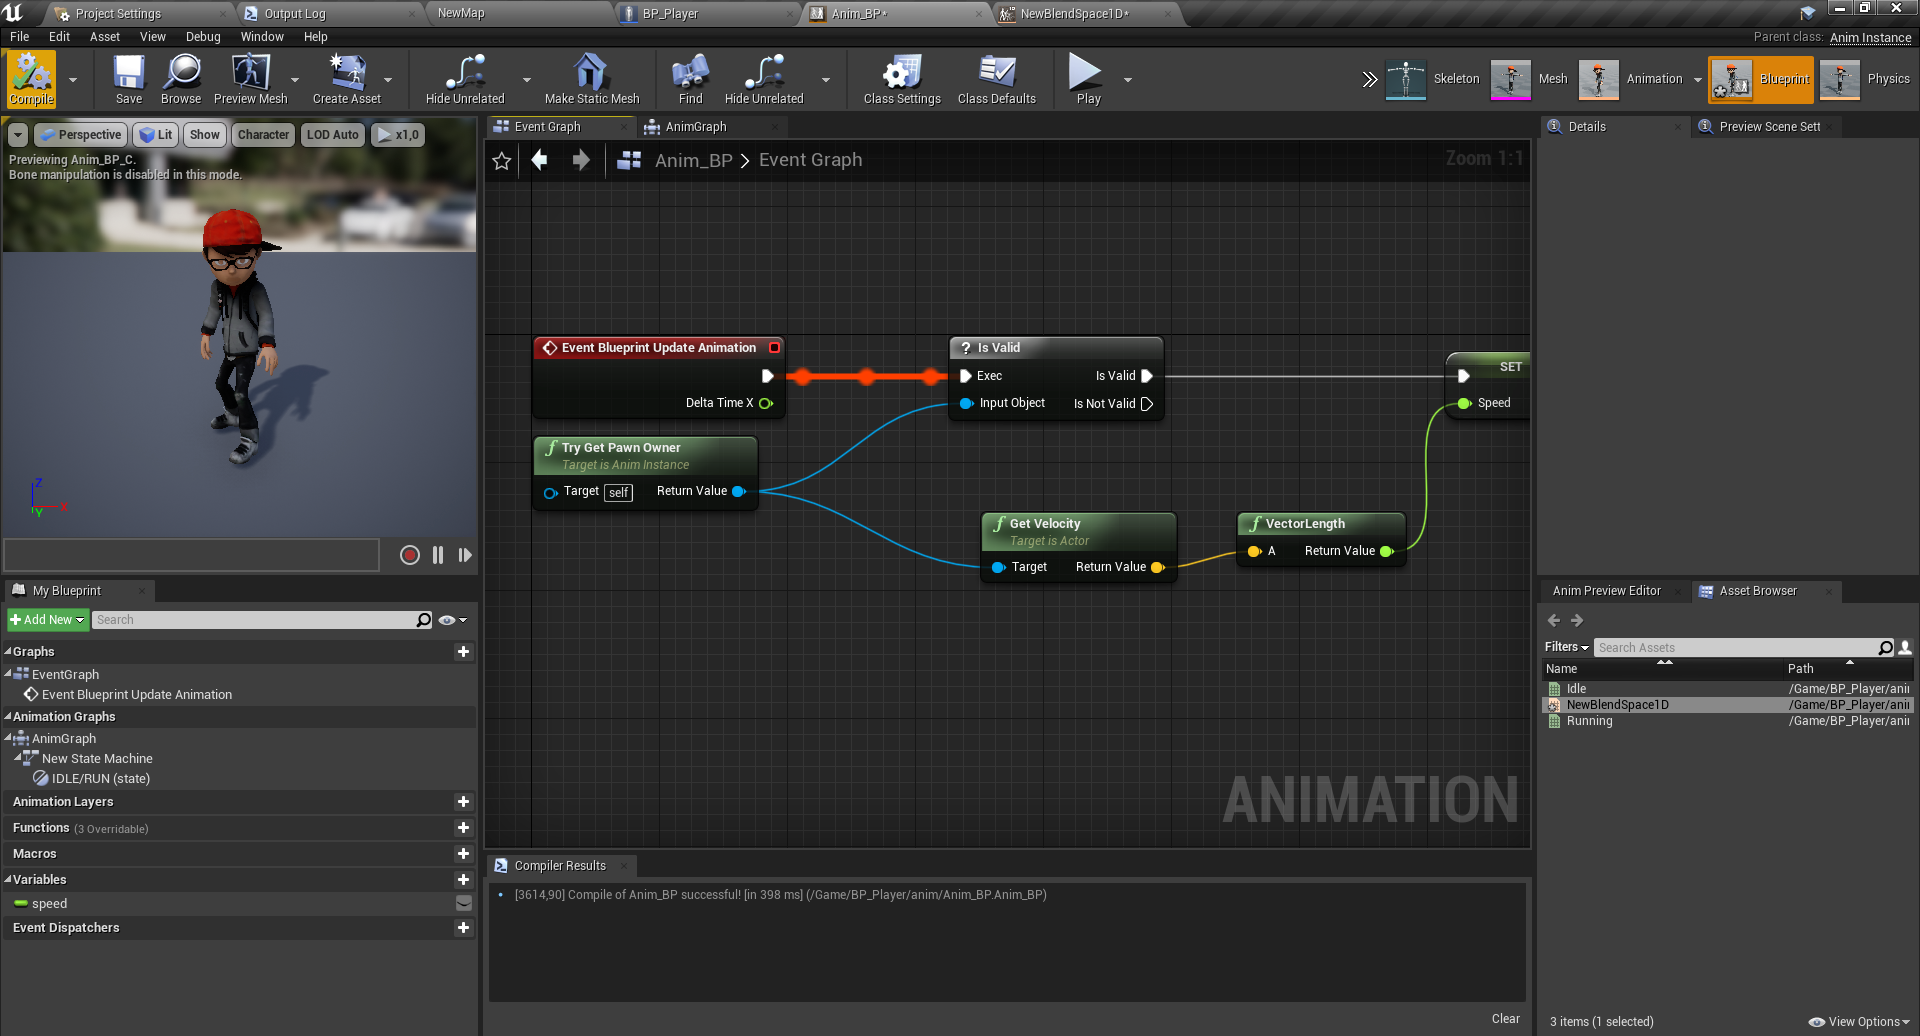 Project Settings
Output Log
NewMap
BP_Player
Anim_BP*
NewBlendSpace1D*
File Edit Asset View Debug Window Help
Parent class: Anim Instance
Compile
Save
Browse
Preview Mesh
Create Asset
Hide Unrelated
Make Static Mesh
Find
Hide Unrelated
Class Settings
Class Defaults
Play
Skeleton
Mesh
Animation
Blueprint
Physics
Perspective
Lit
Show
Character
LOD Auto
x1,0
Previewing Anim_BP_C.
Bone manipulation is disabled in this mode.
Z
X
Y
My Blueprint
Add New
Search
Graphs
EventGraph
Event Blueprint Update Animation
Animation Graphs
AnimGraph
New State Machine
IDLE/RUN (state)
Animation Layers
Functions (3 Overridable)
Macros
Variables
speed
Event Dispatchers
Event Graph
AnimGraph
Anim_BP > Event Graph
Zoom 1:1
Event Blueprint Update Animation
Delta Time X
? Is Valid
Exec
Is Valid
Input Object
Is Not Valid
SET
Speed
f Try Get Pawn Owner
Target is Anim Instance
Target self
Return Value
f Get Velocity
Target is Actor
Target
Return Value
f VectorLength
A
Return Value
ANIMATION
Compiler Results
[3614,90] Compile of Anim_BP successful! [in 398 ms] (/Game/BP_Player/anim/Anim_BP.Anim_BP)
Clear
Details
Preview Scene Sett
Anim Preview Editor
Asset Browser
Filters
Search Assets
Name
Path
Idle
/Game/BP_Player/ani
NewBlendSpace1D
/Game/BP_Player/ani
Running
/Game/BP_Player/ani
3 items (1 selected)
View Options